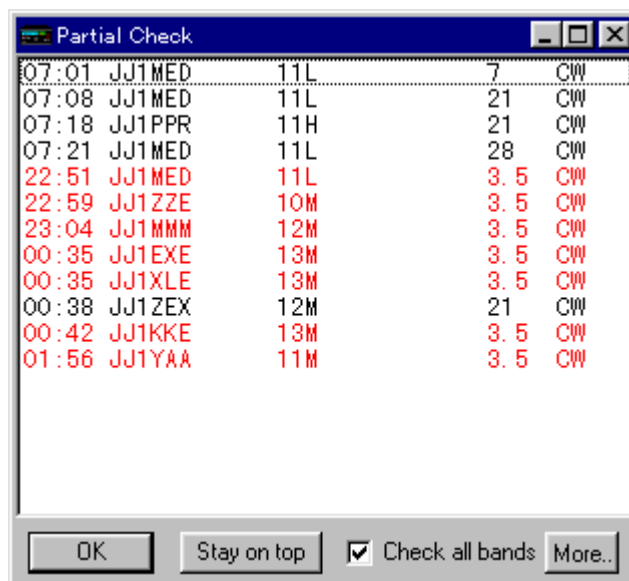 Partial Check
07:01 JJ1MED 11L 7 CW
07:08 JJ1MED 11L 21 CW
07:18 JJ1PPR 11H 21 CW
07:21 JJ1MED 11L 28 CW
22:51 JJ1MED 11L 3.5 CW
22:59 JJ1ZZE 10M 3.5 CW
23:04 JJ1MMM 12M 3.5 CW
00:35 JJ1EXE 13M 3.5 CW
00:35 JJ1XLE 13M 3.5 CW
00:38 JJ1ZEX 12M 21 CW
00:42 JJ1KKE 13M 3.5 CW
01:56 JJ1YAA 11M 3.5 CW
OK Stay on top Check all bands More..